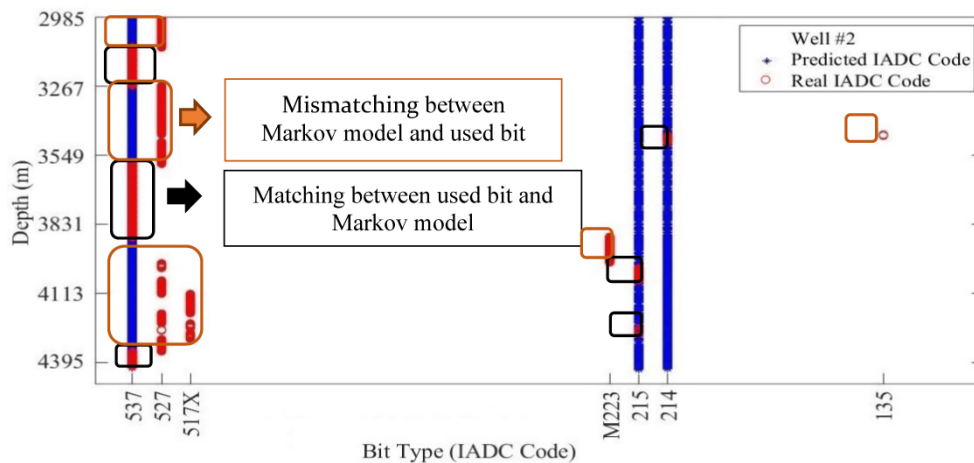 2985
3267
3549
3831
4113
4395
Depth (m)
Well #2
Predicted IADC Code
Real IADC Code
Mismatching between
Markov model and used bit
Matching between used bit and
Markov model
537
527
517X
M223
215
214
135
Bit Type (IADC Code)